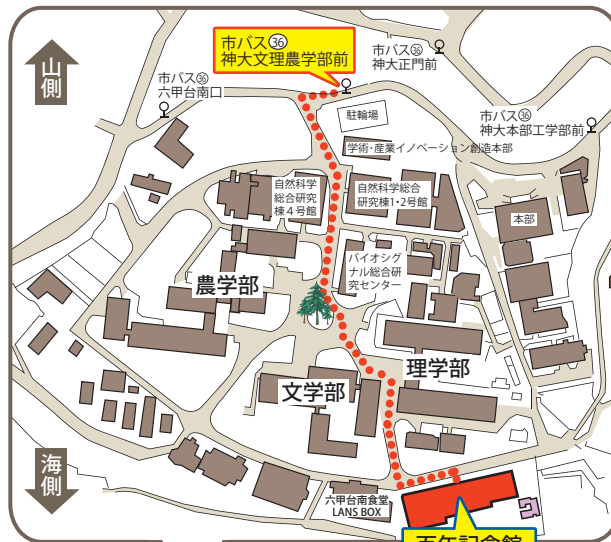 山側
市バス㊱
神大文理農学部前
市バス㊱
神大正門前
市バス㊱
六甲台南口
市バス㊱
神大本部工学部前
駐輪場
学術・産業イノベーション創造本部
自然科学
総合研究
棟4号館
自然科学総合
研究棟1・2号館
本部
バイオシグ
ナル総合研
究センター
農学部
理学部
文学部
海側
六甲台南食堂
LANS BOX
百年記念館